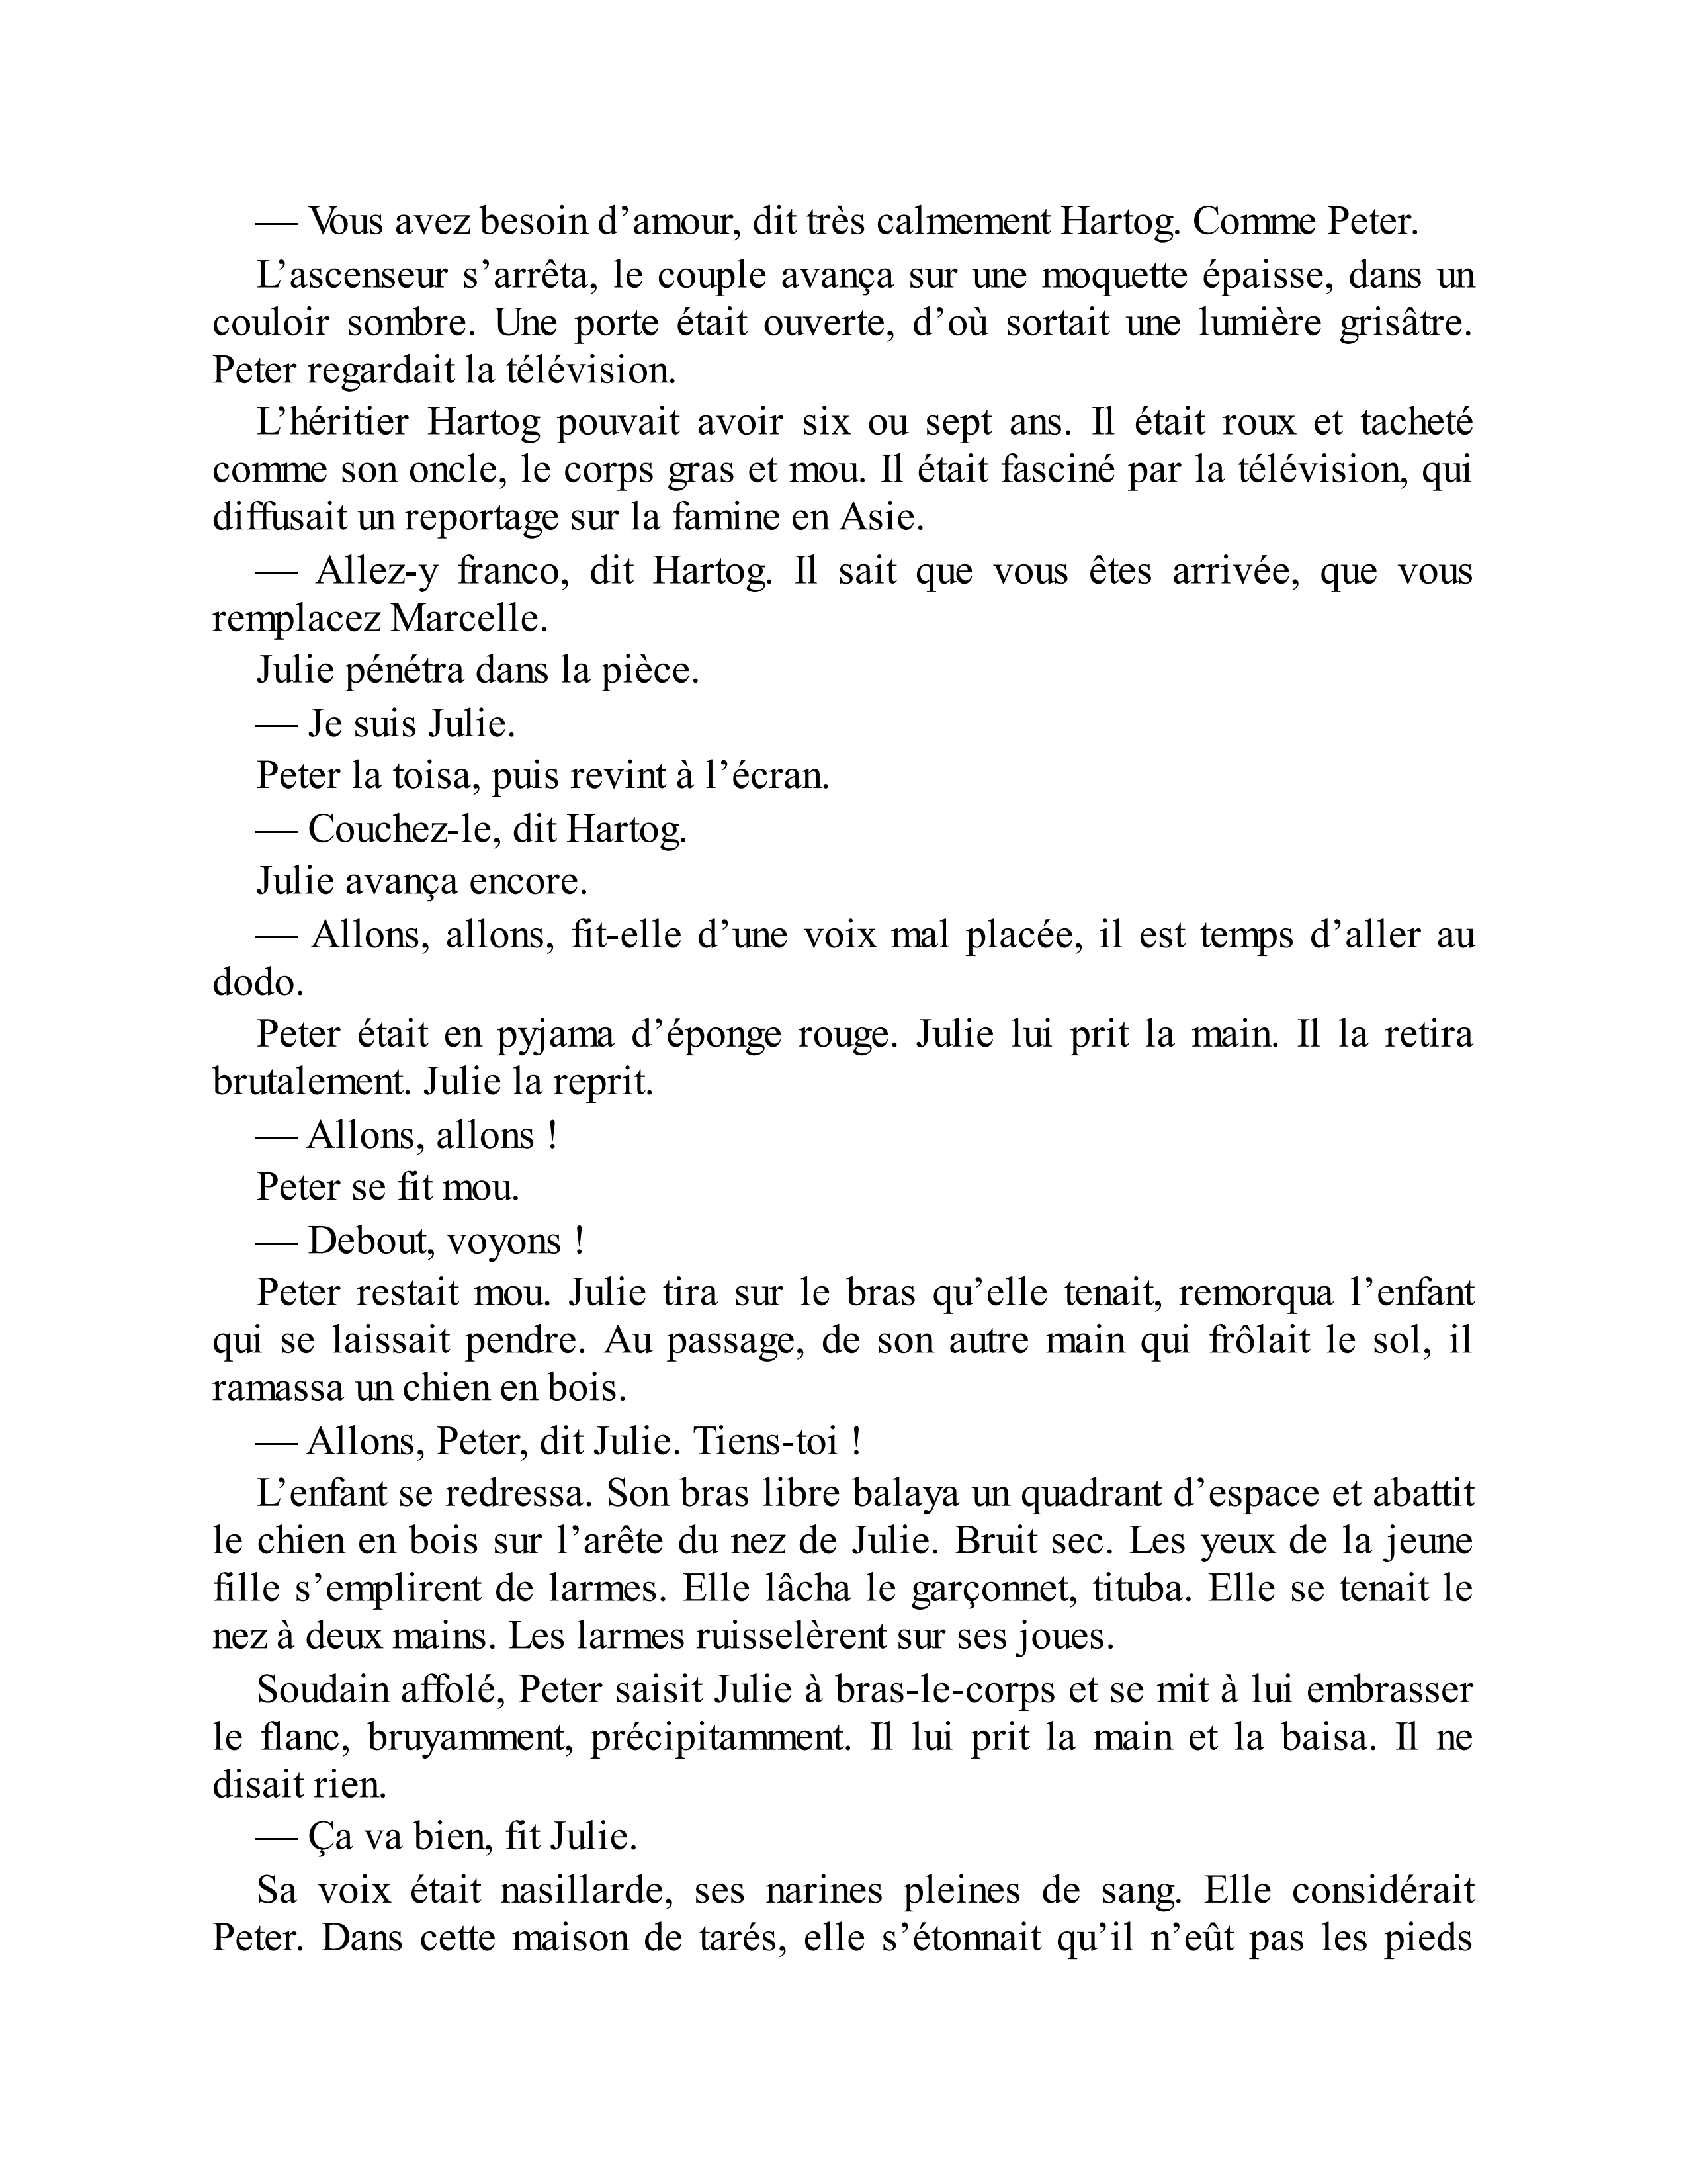 — Vous avez besoin d’amour, dit très calmement Hartog. Comme Peter.
L’ascenseur s’arrêta, le couple avança sur une moquette épaisse, dans un
couloir sombre. Une porte était ouverte, d’où sortait une lumière grisâtre.
Peter regardait la télévision.
L’héritier Hartog pouvait avoir six ou sept ans. Il était roux et tacheté
comme son oncle, le corps gras et mou. Il était fasciné par la télévision, qui
diffusait un reportage sur la famine en Asie.
— Allez-y franco, dit Hartog. Il sait que vous êtes arrivée, que vous
remplacez Marcelle.
Julie pénétra dans la pièce.
— Je suis Julie.
Peter la toisa, puis revint à l’écran.
— Couchez-le, dit Hartog.
Julie avança encore.
— Allons, allons, fit-elle d’une voix mal placée, il est temps d’aller au
dodo.
Peter était en pyjama d’éponge rouge. Julie lui prit la main. Il la retira
brutalement. Julie la reprit.
— Allons, allons !
Peter se fit mou.
— Debout, voyons !
Peter restait mou. Julie tira sur le bras qu’elle tenait, remorqua l’enfant
qui se laissait pendre. Au passage, de son autre main qui frôlait le sol, il
ramassa un chien en bois.
— Allons, Peter, dit Julie. Tiens-toi !
L’enfant se redressa. Son bras libre balaya un quadrant d’espace et abattit
le chien en bois sur l’arête du nez de Julie. Bruit sec. Les yeux de la jeune
fille s’emplirent de larmes. Elle lâcha le garçonnet, tituba. Elle se tenait le
nez à deux mains. Les larmes ruisselèrent sur ses joues.
Soudain affolé, Peter saisit Julie à bras-le-corps et se mit à lui embrasser
le flanc, bruyamment, précipitamment. Il lui prit la main et la baisa. Il ne
disait rien.
— Ça va bien, fit Julie.
Sa voix était nasillarde, ses narines pleines de sang. Elle considérait
Peter. Dans cette maison de tarés, elle s’étonnait qu’il n’eût pas les pieds